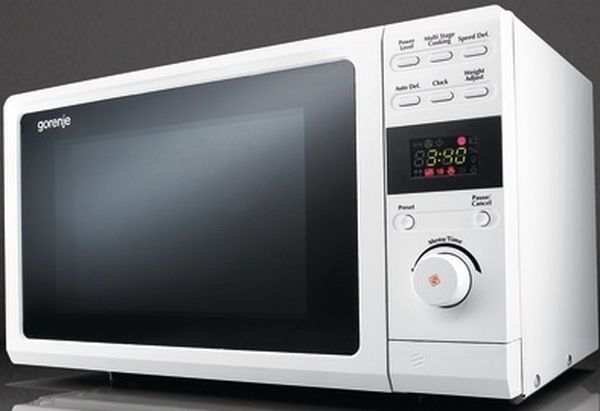 gorenje
Power
Level
Multi Stage
Cooking
Speed Def.
Auto Def.
Clock
Weight
Adjust
3:40
Preset
Pause/
Cancel
Menu/Time